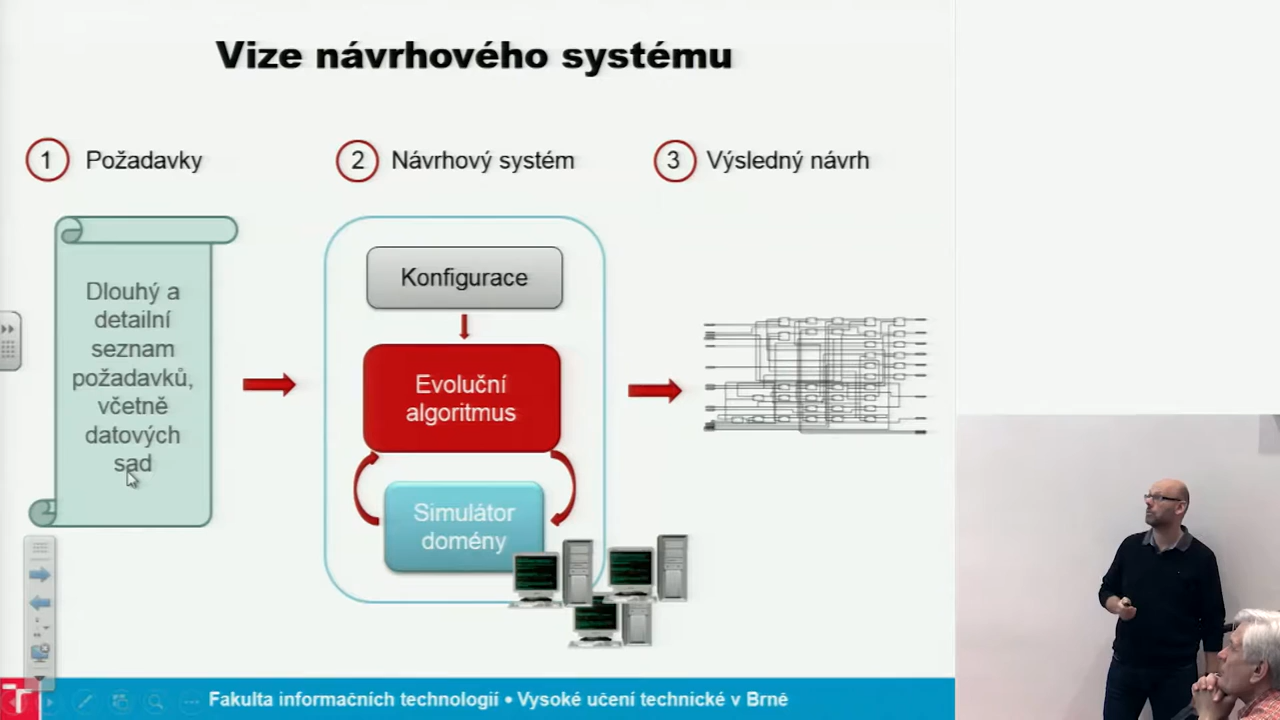 Vize návrhového systému
1 Požadavky
2 Návrhový systém
3 Výsledný návrh
Dlouhý a
detailní
seznam
požadavků,
včetně
datových
sad
Konfigurace
Evoluční
algoritmus
Simulátor
domény
Fakulta informačních technologií • Vysoké učení technické v Brně